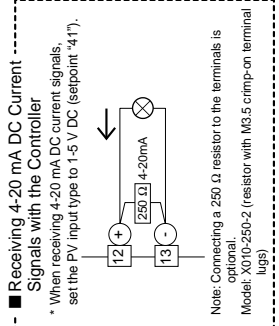 ■ Receiving 4-20 mA DC Current
Signals with the Controller
* When receiving 4-20 mA DC current signals,
set the PV input type to 1-5 V DC (setpoint "41").
12 +
250 Ω 4-20mA
13 -
Note: Connecting a 250 Ω resistor to the terminals is
optional.
Model: X010-250-2 (resistor with M3.5 crimp-on terminal
lugs)